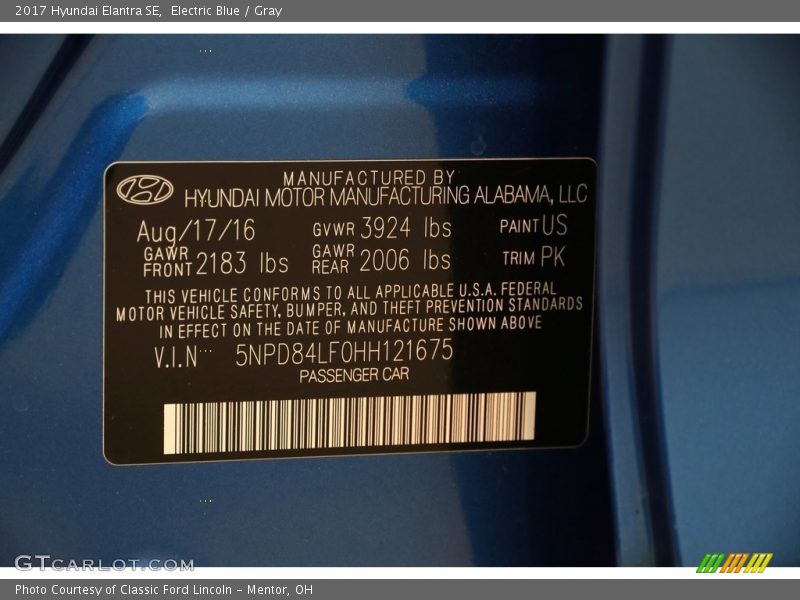 2017 Hyundai Elantra SE, Electric Blue / Gray
MANUFACTURED BY
HYUNDAI MOTOR MANUFACTURING ALABAMA, LLC
Aug/17/16 GVWR 3924 lbs PAINT US
GAWR FRONT 2183 lbs GAWR REAR 2006 lbs TRIM PK
THIS VEHICLE CONFORMS TO ALL APPLICABLE U.S.A. FEDERAL
MOTOR VEHICLE SAFETY, BUMPER, AND THEFT PREVENTION STANDARDS
IN EFFECT ON THE DATE OF MANUFACTURE SHOWN ABOVE
V.I.N 5NPD84LF0HH121675
PASSENGER CAR
GTCARLOT.COM
Photo Courtesy of Classic Ford Lincoln - Mentor, OH